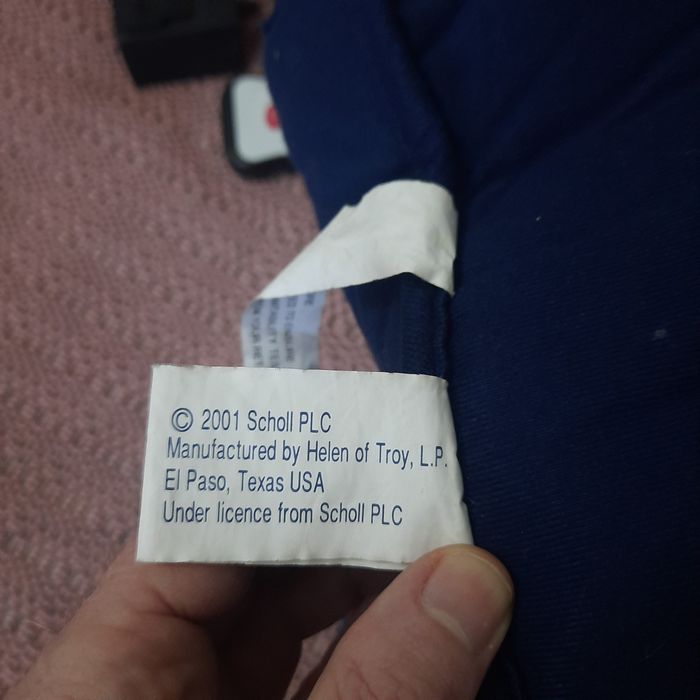 © 2001 Scholl PLC
Manufactured by Helen of Troy, L.P.
El Paso, Texas USA
Under licence from Scholl PLC